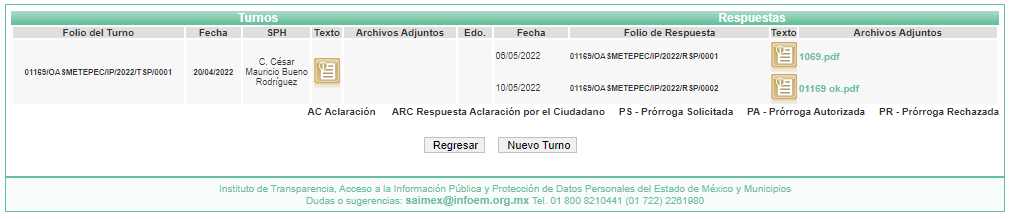 Turnos Respuestas
Folio del Turno Fecha SPH Texto Archivos Adjuntos Edo. Fecha Folio de Respuesta Texto Archivos Adjuntos
01169/OASMETEPEC/IP/2022/TSP/0001 20/04/2022 C. César
Mauricio Bueno
Rodríguez
06/05/2022 01169/OASMETEPEC/IP/2022/RSP/0001 1069.pdf
10/05/2022 01169/OASMETEPEC/IP/2022/RSP/0002 01169 ok.pdf
AC Aclaración ARC Respuesta Aclaración por el Ciudadano PS - Prórroga Solicitada PA - Prórroga Autorizada PR - Prórroga Rechazada
Regresar Nuevo Turno
Instituto de Transparencia, Acceso a la Información Pública y Protección de Datos Personales del Estado de México y Municipios
Dudas o sugerencias: saimex@infoem.org.mx Tel. 01 800 8210441 (01 722) 2261980